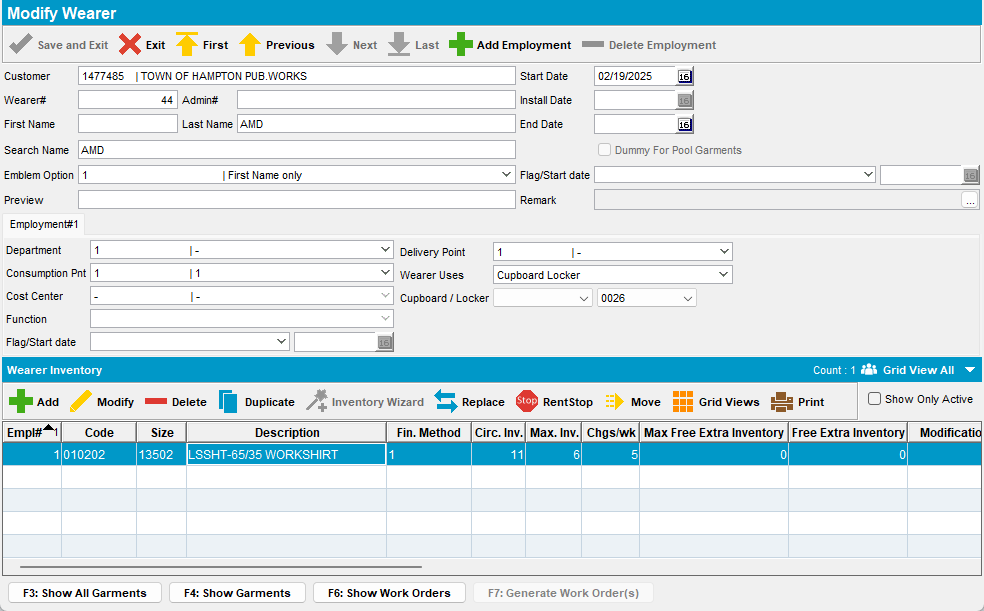 Modify Wearer
Save and Exit Exit First Previous Next Last Add Employment Delete Employment
Customer 1477485 | TOWN OF HAMPTON PUB.WORKS Start Date 02/19/2025 16
Wearer# 44 Admin# Install Date 16
First Name Last Name AMD End Date 16
Search Name AMD Dummy For Pool Garments
Emblem Option 1 | First Name only Flag/Start date 16
Preview Remark ...
Employment#1
Department 1 | - Delivery Point 1 | -
Consumption Pnt 1 | 1 Wearer Uses Cupboard Locker
Cost Center - | - Cupboard / Locker 0026
Function
Flag/Start date 16
Wearer Inventory Count : 1 Grid View All
Add Modify Delete Duplicate Inventory Wizard Replace Stop RentStop Move Grid Views Print Show Only Active
Empl# 1 Code Size Description Fin. Method Circ. Inv. Max. Inv. Chgs/wk Max Free Extra Inventory Free Extra Inventory Modificatio
1 010202 13502 LSSHT-65/35 WORKSHIRT 1 11 6 5 0 0
F3: Show All Garments F4: Show Garments F6: Show Work Orders F7: Generate Work Order(s)